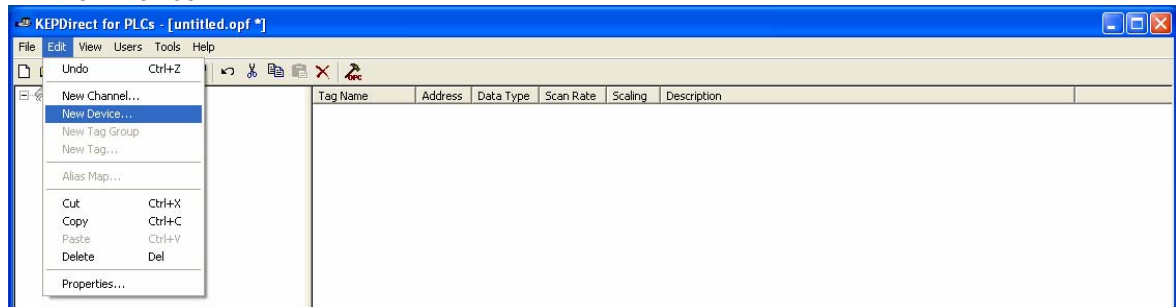 KEPDirect for PLCs - [untitled.opf *]
File Edit View Users Tools Help
OPC
Undo Ctrl+Z
New Channel...
New Device...
New Tag Group
New Tag...
Alias Map...
Cut Ctrl+X
Copy Ctrl+C
Paste Ctrl+V
Delete Del
Properties...
Tag Name Address Data Type Scan Rate Scaling Description